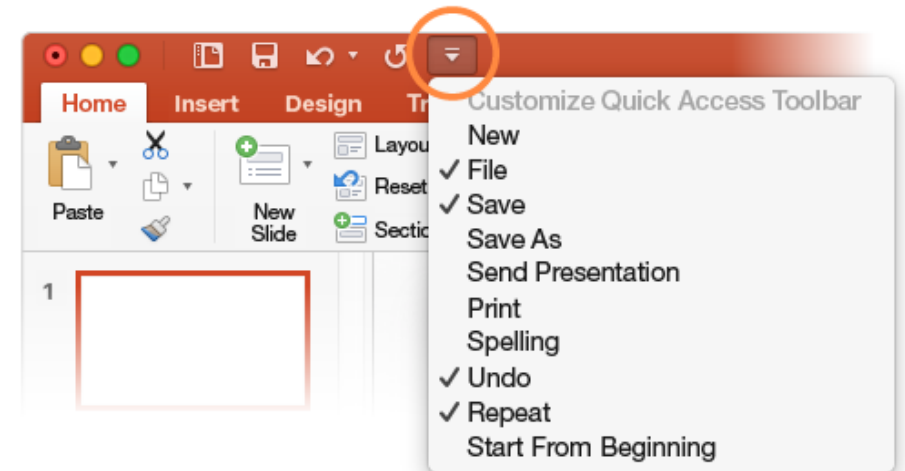 Home Insert Design Tr
Customize Quick Access Toolbar
New
File
Save
Save As
Send Presentation
Print
Spelling
Undo
Repeat
Start From Beginning
Paste
New
Slide
Layou
Reset
Sectio
1